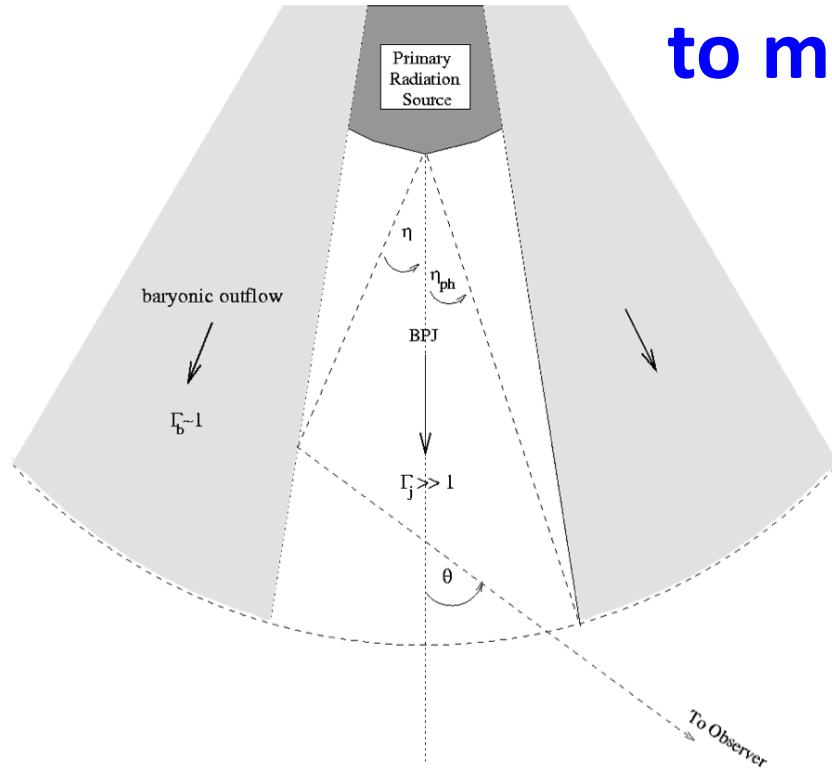 to m
Primary
Radiation
Source
η
η_ph
baryonic outflow
BPJ
Γ_b~1
Γ_j >> 1
θ
To Observer